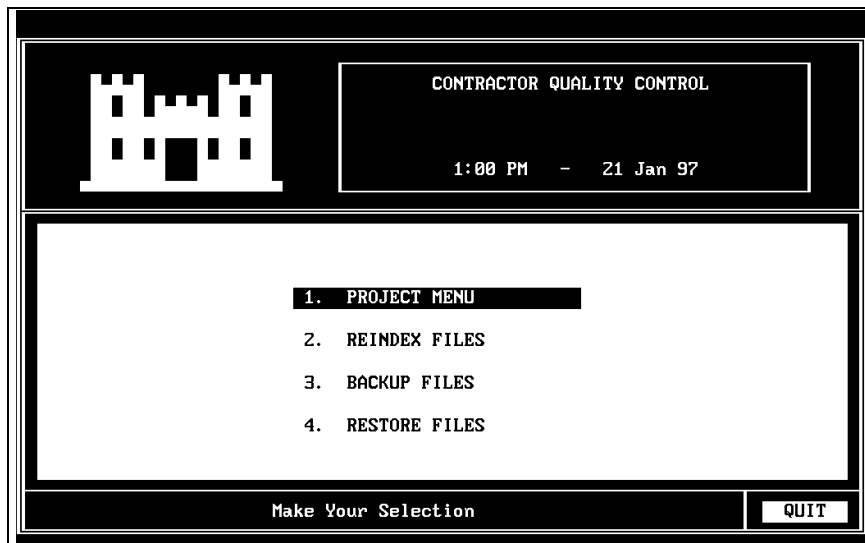 CONTRACTOR QUALITY CONTROL
1:00 PM - 21 Jan 97
1. PROJECT MENU
2. REINDEX FILES
3. BACKUP FILES
4. RESTORE FILES
Make Your Selection
QUIT